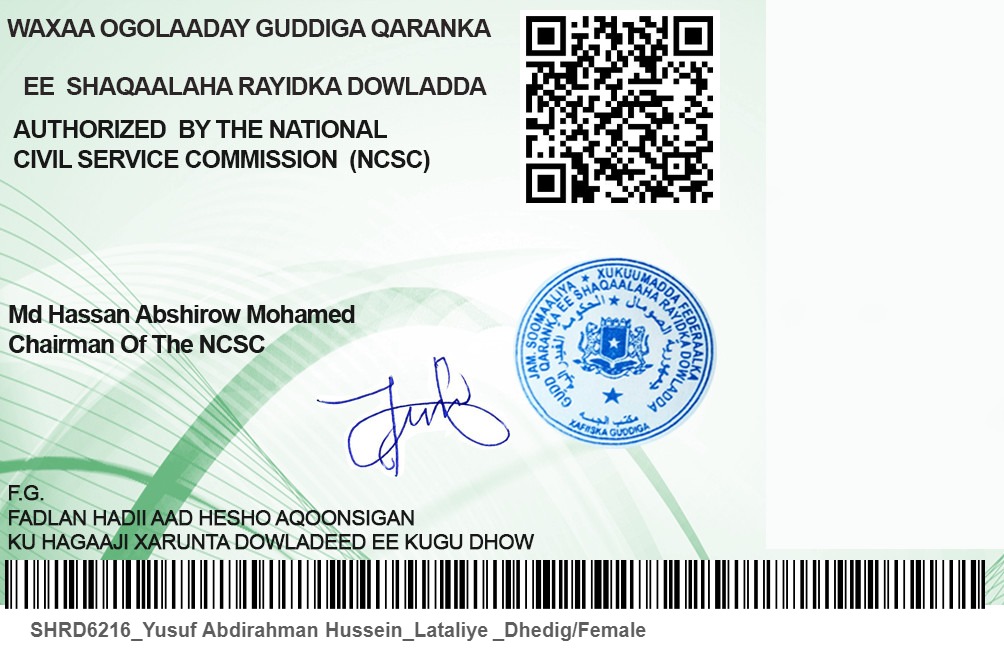 WAXAA OGOLAADAY GUDDIGA QARANKA
EE SHAQAALAHA RAYIDKA DOWLADDA
AUTHORIZED BY THE NATIONAL
CIVIL SERVICE COMMISSION (NCSC)
Md Hassan Abshirow Mohamed
Chairman Of The NCSC
JAM. SOOMAALIYA ★ XUKUUMADDA FEDERAALKA
GUDD QARANKA EE SHAQAALAHA RAYIDKA DOWLADDA
XAFIISKA GUDDIGA
F.G.
FADLAN HADII AAD HESHO AQOONSIGAN
KU HAGAAJI XARUNTA DOWLADEED EE KUGU DHOW
SHRD6216_Yusuf Abdirahman Hussein_Lataliye _Dhedig/Female